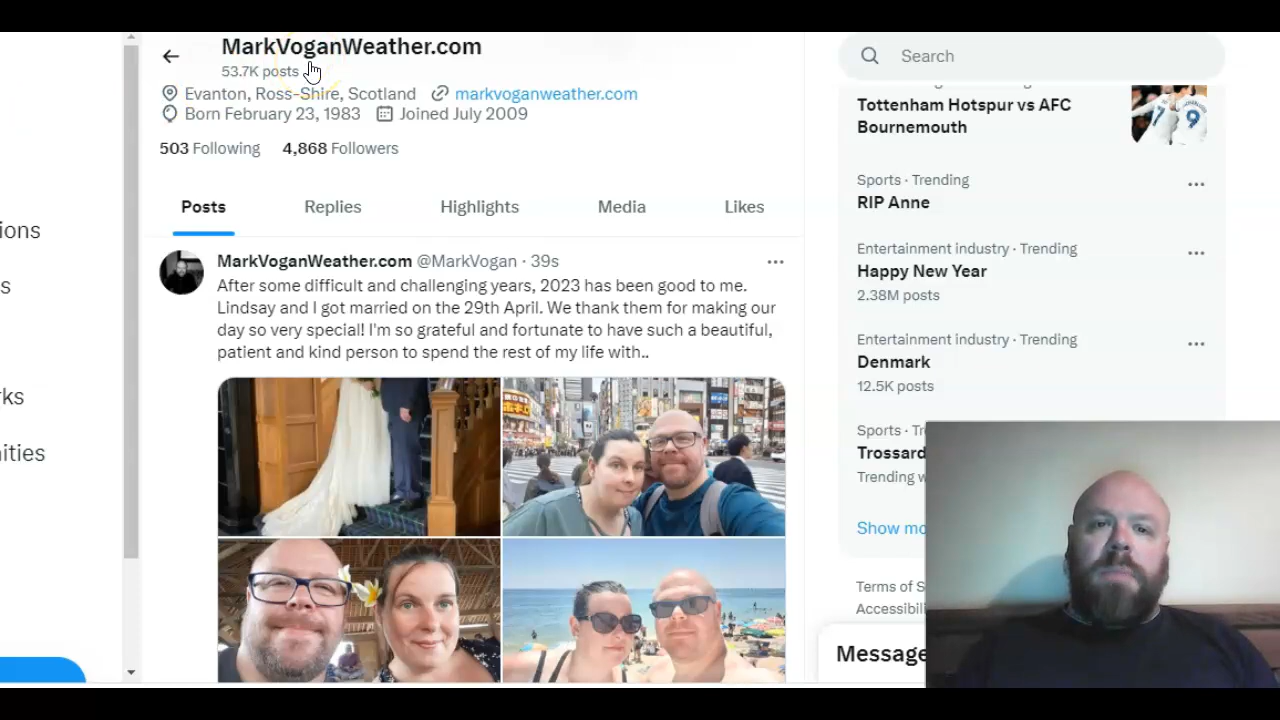 MarkVoganWeather.com
53.7K posts
Evanton, Ross-Shire, Scotland markvoganweather.com
Born February 23, 1983 Joined July 2009
503 Following 4,868 Followers
Posts Replies Highlights Media Likes
MarkVoganWeather.com @MarkVogan · 39s
After some difficult and challenging years, 2023 has been good to me.
Lindsay and I got married on the 29th April. We thank them for making our
day so very special! I'm so grateful and fortunate to have such a beautiful,
patient and kind person to spend the rest of my life with..
ions
s
rks
ities
Search
Tottenham Hotspur vs AFC
Bournemouth
7 9
Sports · Trending
RIP Anne
Entertainment industry · Trending
Happy New Year
2.38M posts
Entertainment industry · Trending
Denmark
12.5K posts
Sports · Tr
Trossard
Trending w
Show mo
Terms of S
Accessibili
Message